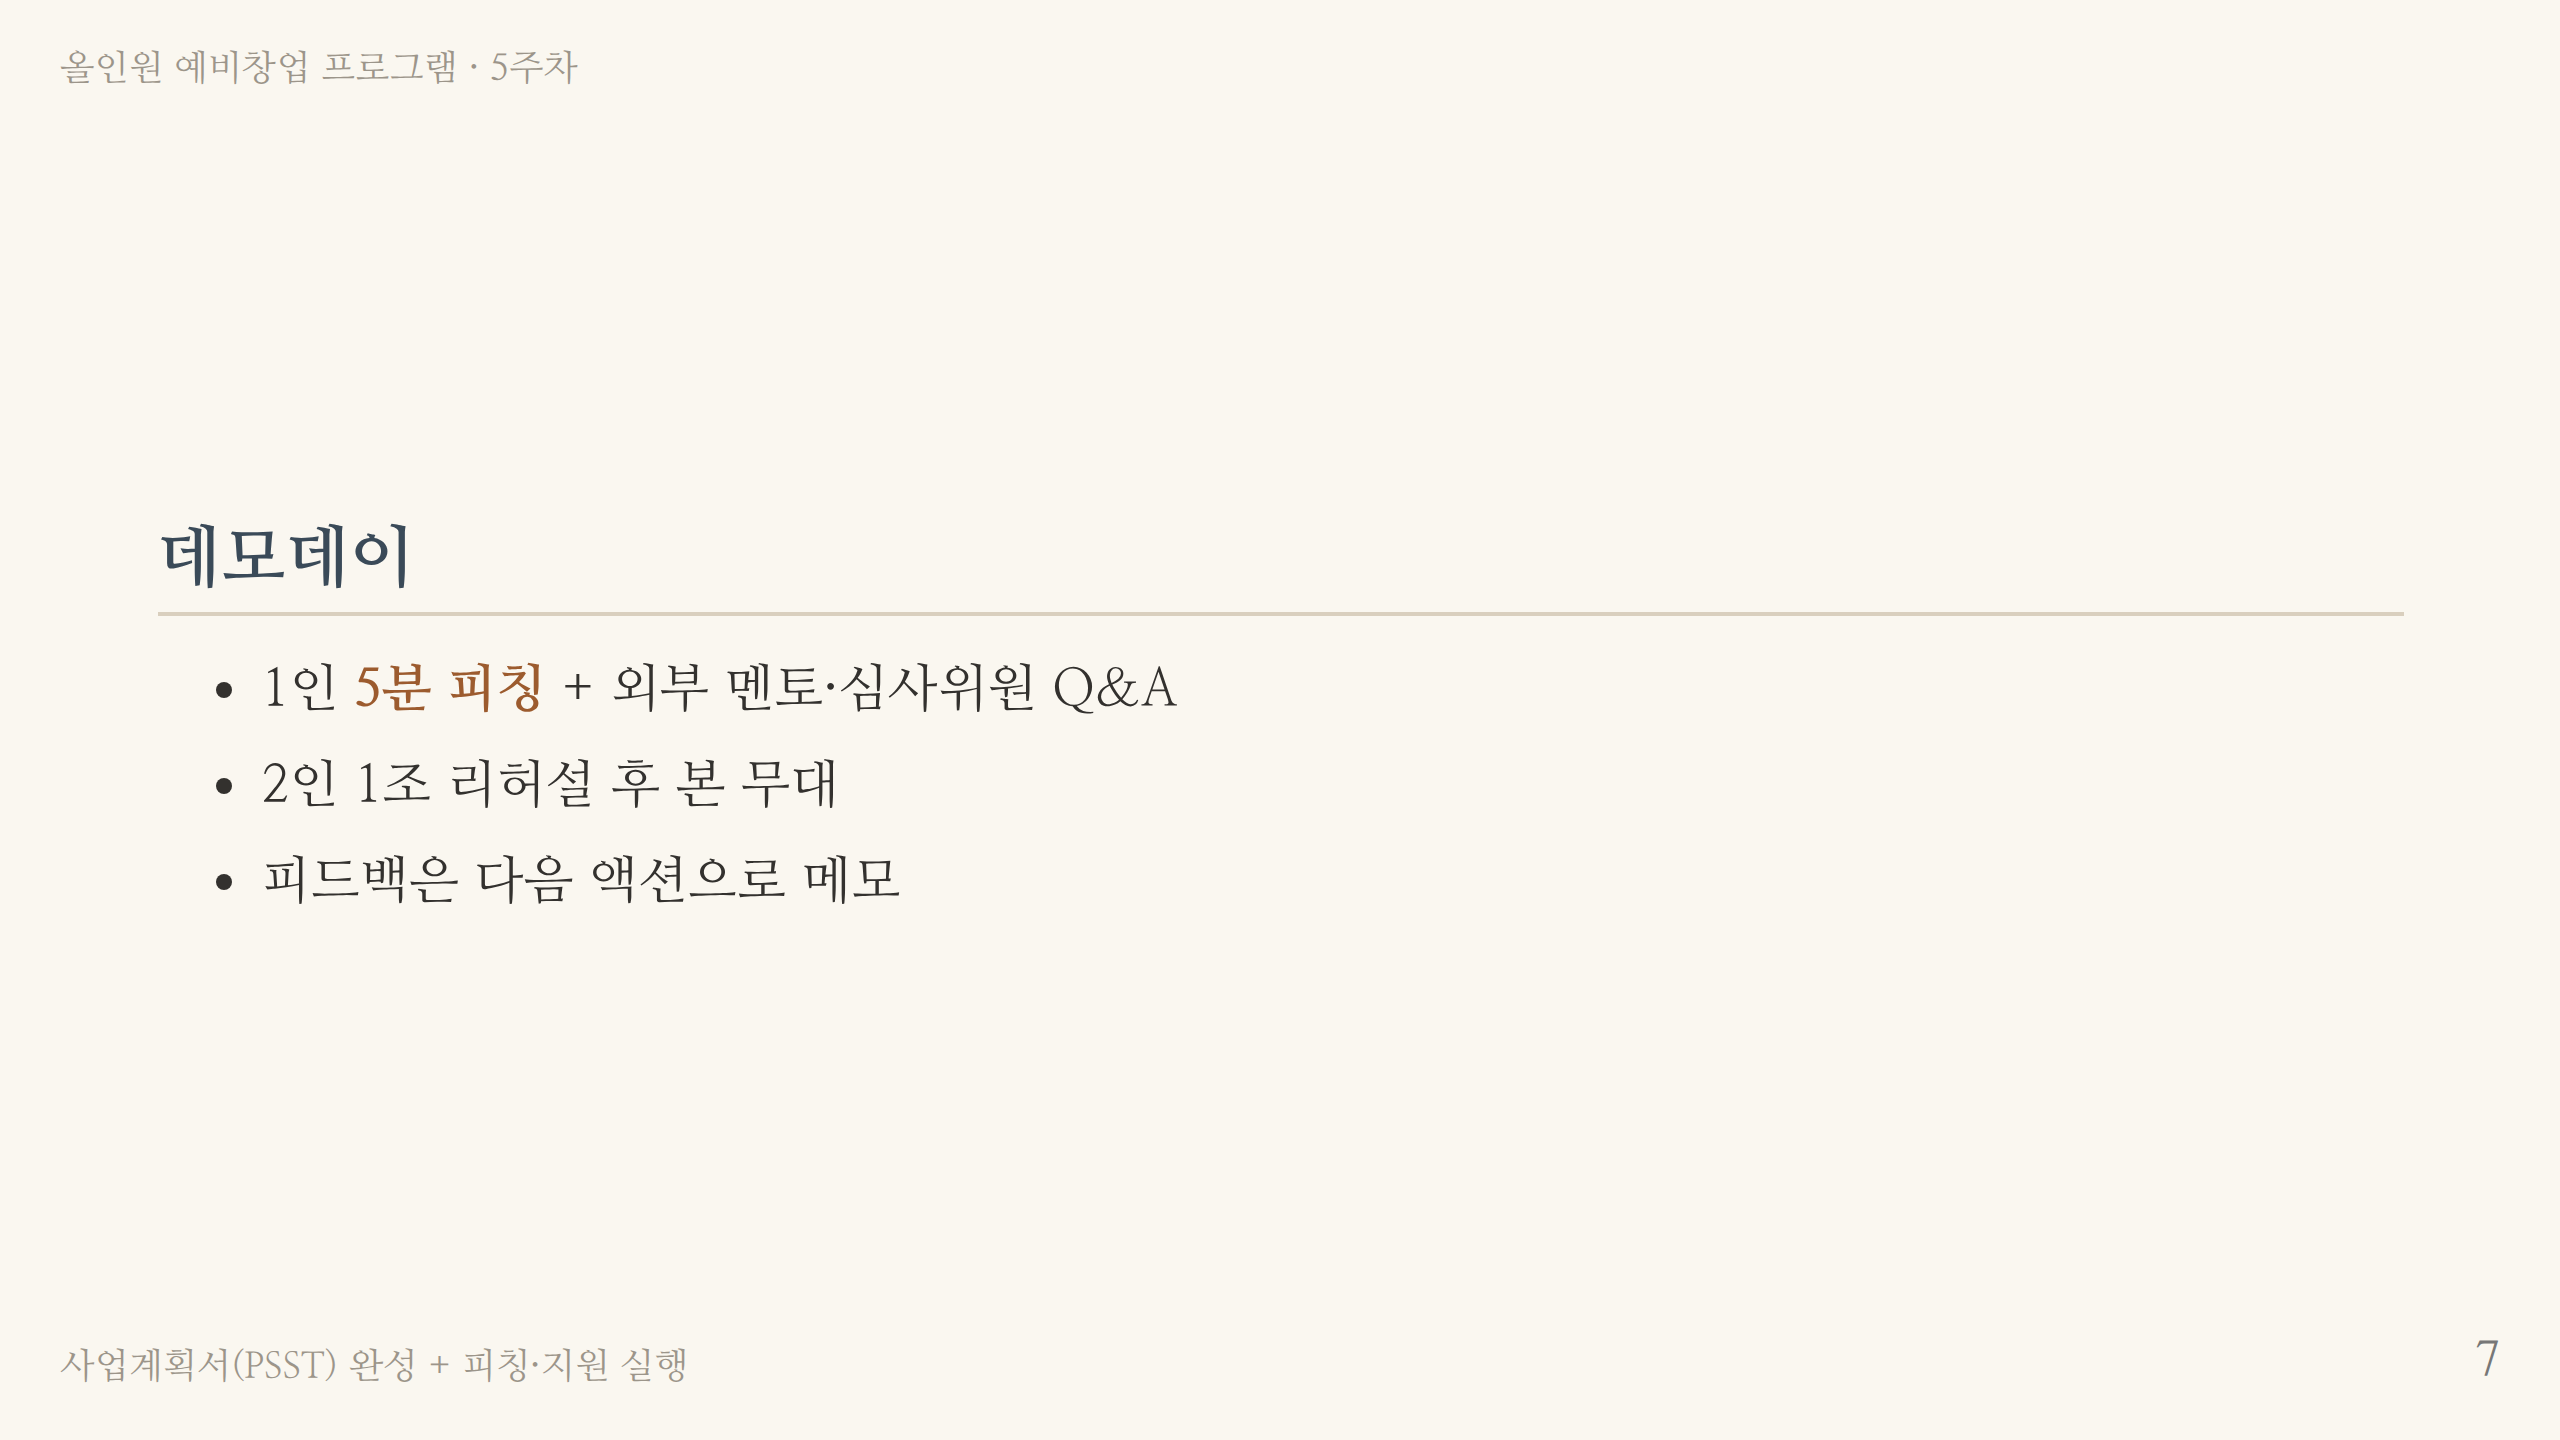 올인원 예비창업 프로그램 · 5주차
데모데이
• 1인 5분 피칭 + 외부 멘토·심사위원 Q&A
• 2인 1조 리허설 후 본 무대
• 피드백은 다음 액션으로 메모
사업계획서(PSST) 완성 + 피칭·지원 실행
7